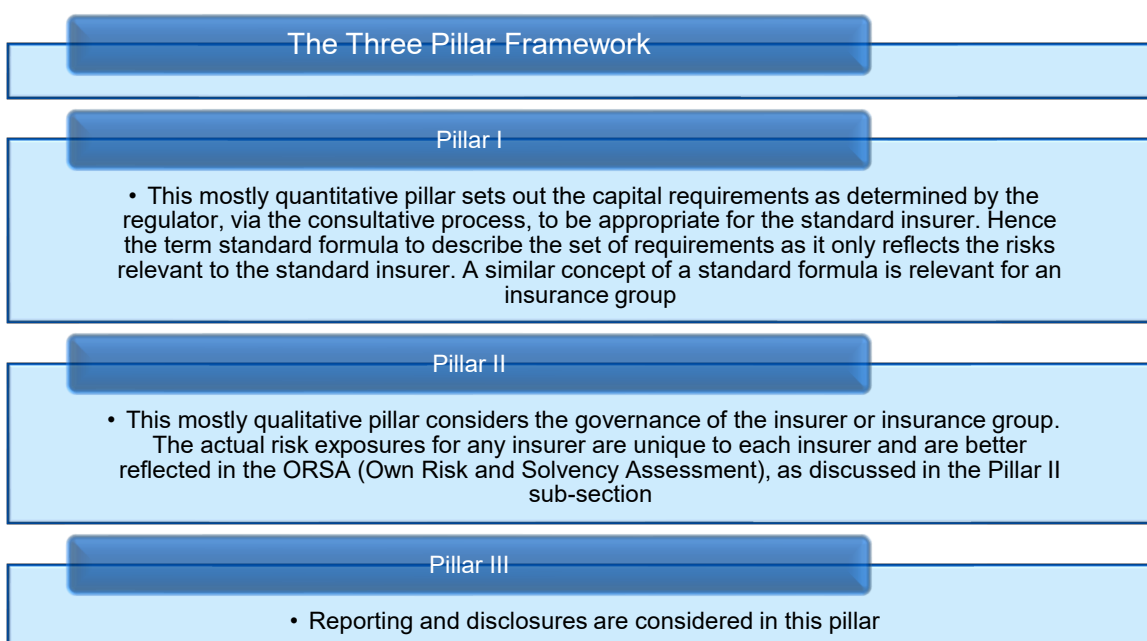 The Three Pillar Framework
Pillar I
• This mostly quantitative pillar sets out the capital requirements as determined by the
regulator, via the consultative process, to be appropriate for the standard insurer. Hence
the term standard formula to describe the set of requirements as it only reflects the risks
relevant to the standard insurer. A similar concept of a standard formula is relevant for an
insurance group
Pillar II
• This mostly qualitative pillar considers the governance of the insurer or insurance group.
The actual risk exposures for any insurer are unique to each insurer and are better
reflected in the ORSA (Own Risk and Solvency Assessment), as discussed in the Pillar II
sub-section
Pillar III
• Reporting and disclosures are considered in this pillar